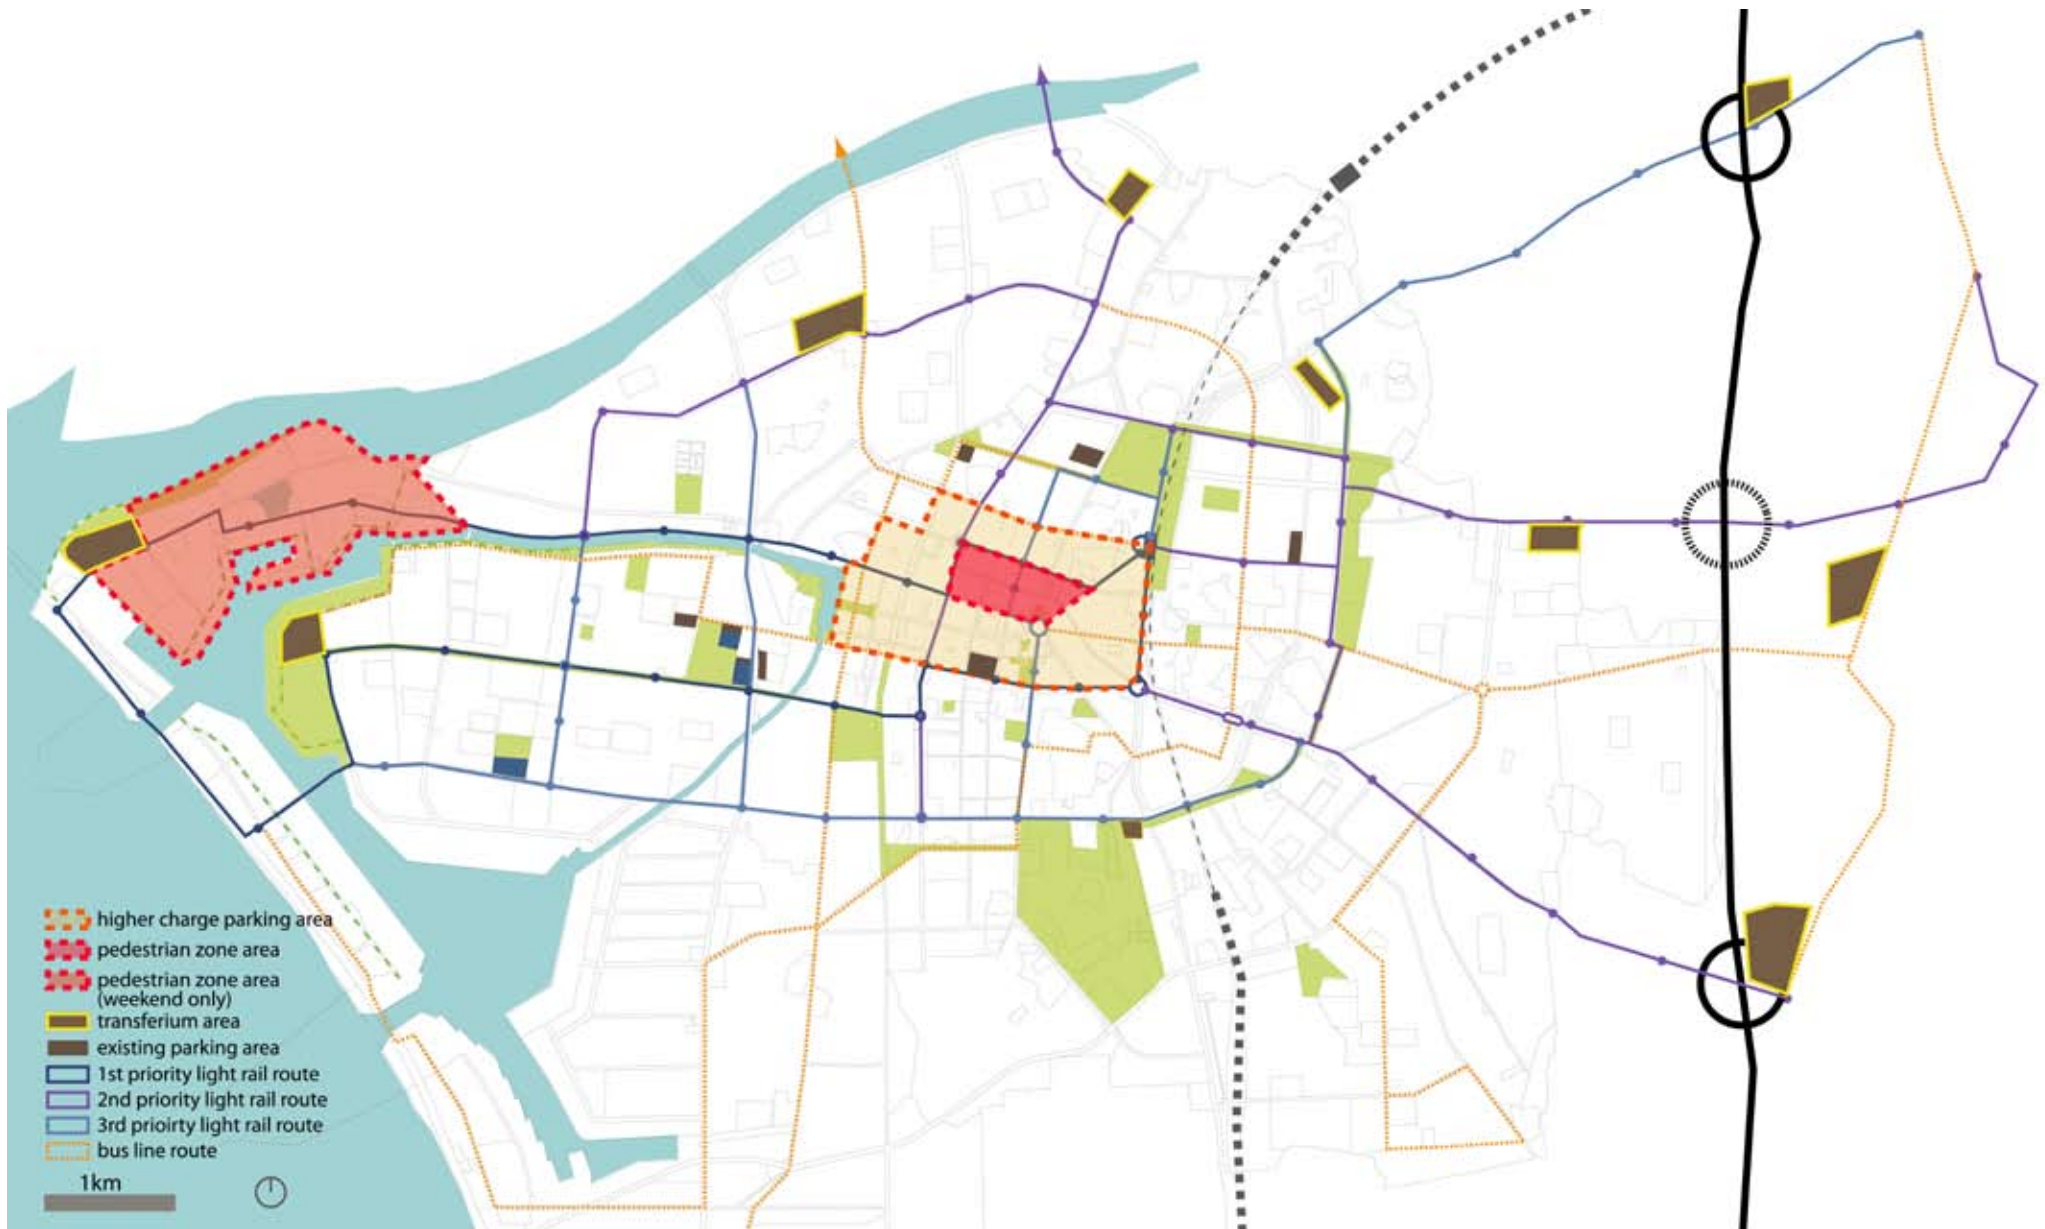 higher charge parking area
pedestrian zone area
pedestrian zone area
(weekend only)
transferium area
existing parking area
1st priority light rail route
2nd priority light rail route
3rd prioirty light rail route
bus line route
1km